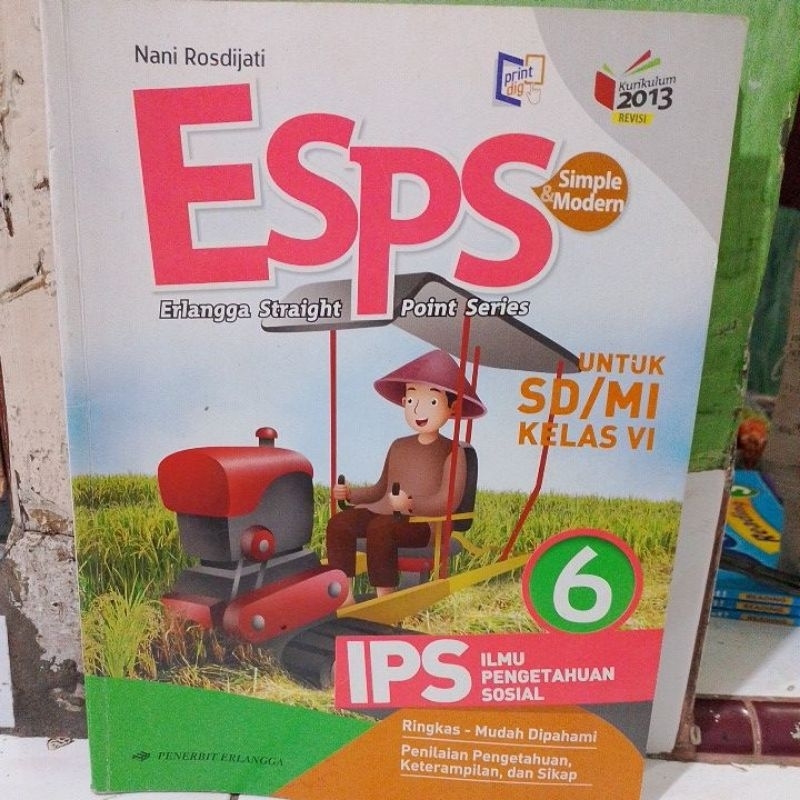 Nani Rosdijati
print
dig
Kurikulum
2013
REVISI
ESPS
Simple
&Modern
Erlangga Straight Point Series
UNTUK
SD/MI
KELAS VI
6
IPS
ILMU
PENGETAHUAN
SOSIAL
Ringkas - Mudah Dipahami
Penilaian Pengetahuan,
Keterampilan, dan Sikap
PENERBIT ERLANGGA
READING